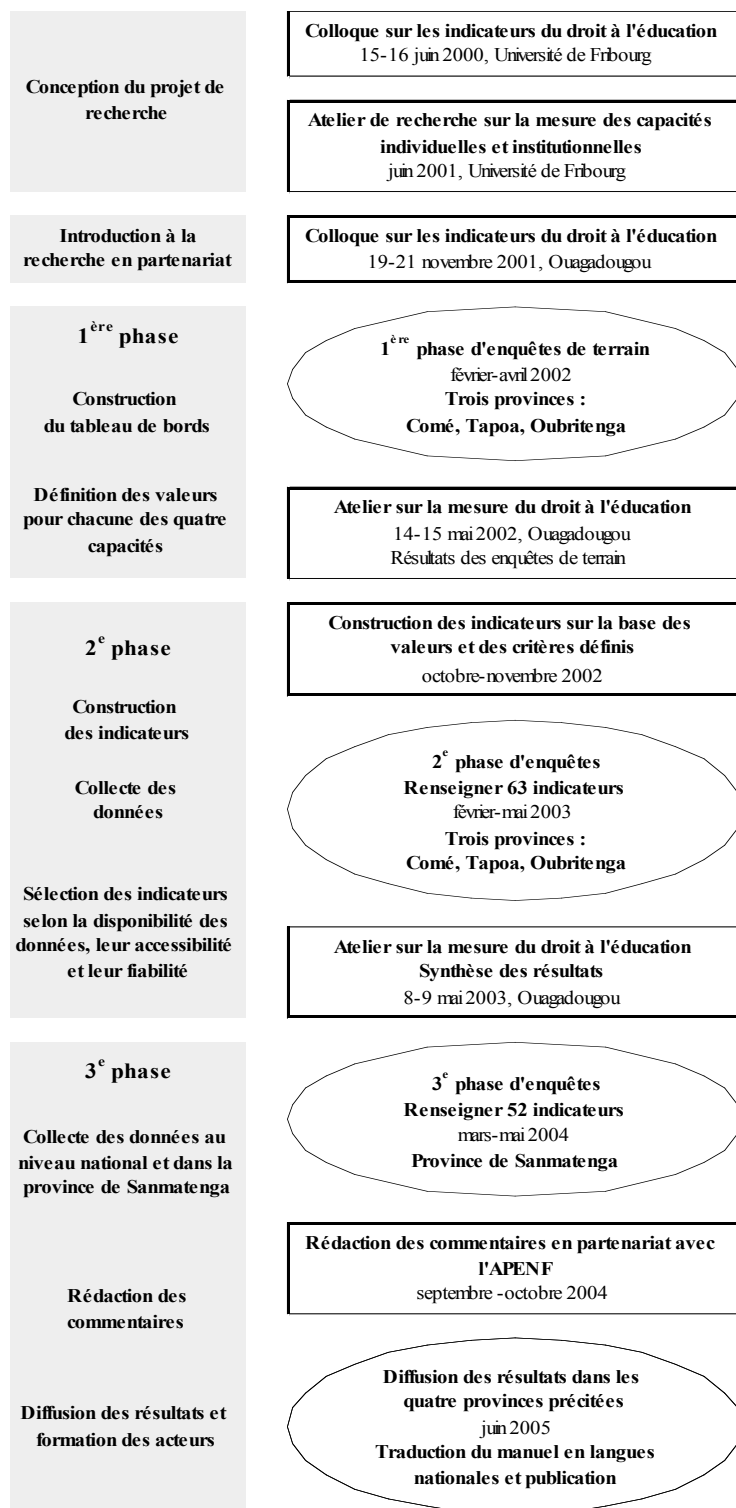 Conception du projet de
recherche
Colloque sur les indicateurs du droit à l'éducation
15-16 juin 2000, Université de Fribourg
Atelier de recherche sur la mesure des capacités
individuelles et institutionnelles
juin 2001, Université de Fribourg
Introduction à la
recherche en partenariat
Colloque sur les indicateurs du droit à l'éducation
19-21 novembre 2001, Ouagadougou
1ère phase
Construction
du tableau de bords
Définition des valeurs
pour chacune des quatre
capacités
1ère phase d'enquêtes de terrain
février-avril 2002
Trois provinces :
Comé, Tapoa, Oubritenga
Atelier sur la mesure du droit à l'éducation
14-15 mai 2002, Ouagadougou
Résultats des enquêtes de terrain
2e phase
Construction
des indicateurs
Collecte des
données
Sélection des indicateurs
selon la disponibilité des
données, leur accessibilité
et leur fiabilité
Construction des indicateurs sur la base des
valeurs et des critères définis
octobre-novembre 2002
2e phase d'enquêtes
Renseigner 63 indicateurs
février-mai 2003
Trois provinces :
Comé, Tapoa, Oubritenga
Atelier sur la mesure du droit à l'éducation
Synthèse des résultats
8-9 mai 2003, Ouagadougou
3e phase
Collecte des données au
niveau national et dans la
province de Sanmatenga
Rédaction des
commentaires
Diffusion des résultats et
formation des acteurs
3e phase d'enquêtes
Renseigner 52 indicateurs
mars-mai 2004
Province de Sanmatenga
Rédaction des commentaires en partenariat avec
l'APENF
septembre -octobre 2004
Diffusion des résultats dans les
quatre provinces précitées
juin 2005
Traduction du manuel en langues
nationales et publication